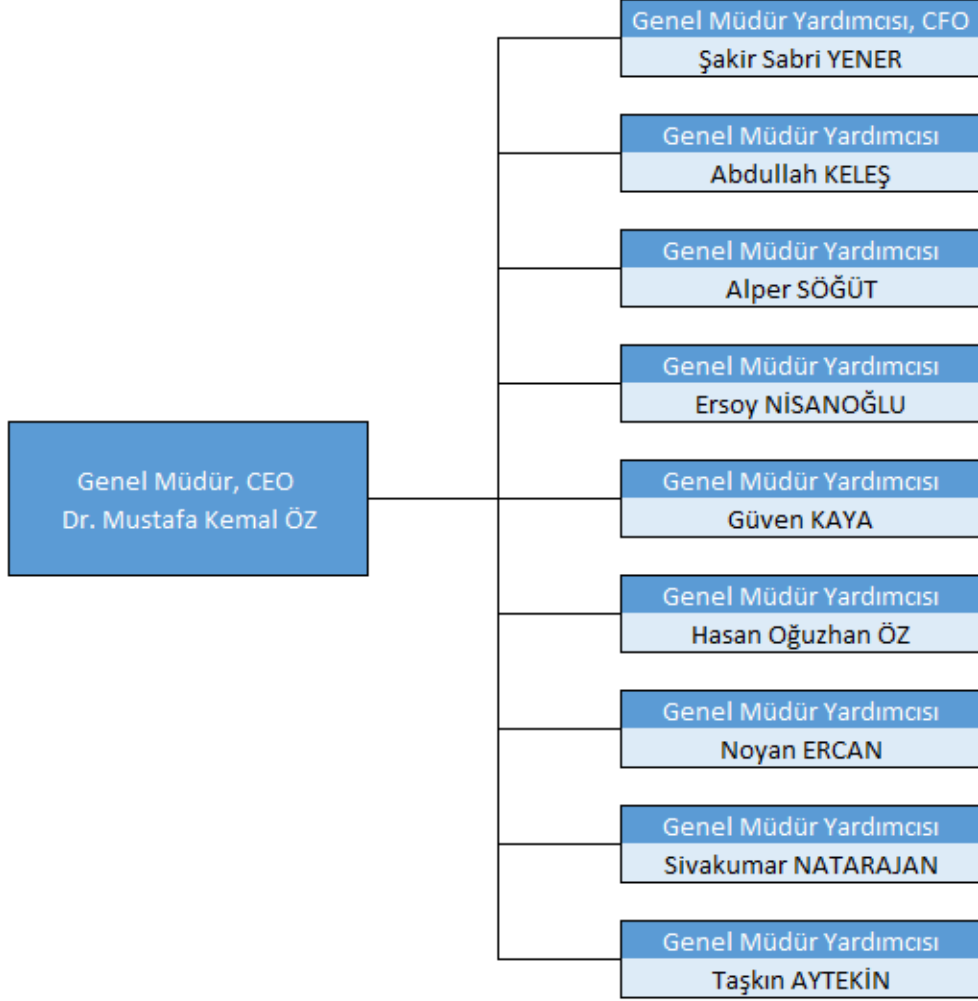 Genel Müdür Yardımcısı, CFO
Şakir Sabri YENER
Genel Müdür Yardımcısı
Abdullah KELEŞ
Genel Müdür Yardımcısı
Alper SÖĞÜT
Genel Müdür Yardımcısı
Ersoy NİSANOĞLU
Genel Müdür, CEO
Dr. Mustafa Kemal ÖZ
Genel Müdür Yardımcısı
Güven KAYA
Genel Müdür Yardımcısı
Hasan Oğuzhan ÖZ
Genel Müdür Yardımcısı
Noyan ERCAN
Genel Müdür Yardımcısı
Sivakumar NATARAJAN
Genel Müdür Yardımcısı
Taşkın AYTEKİN